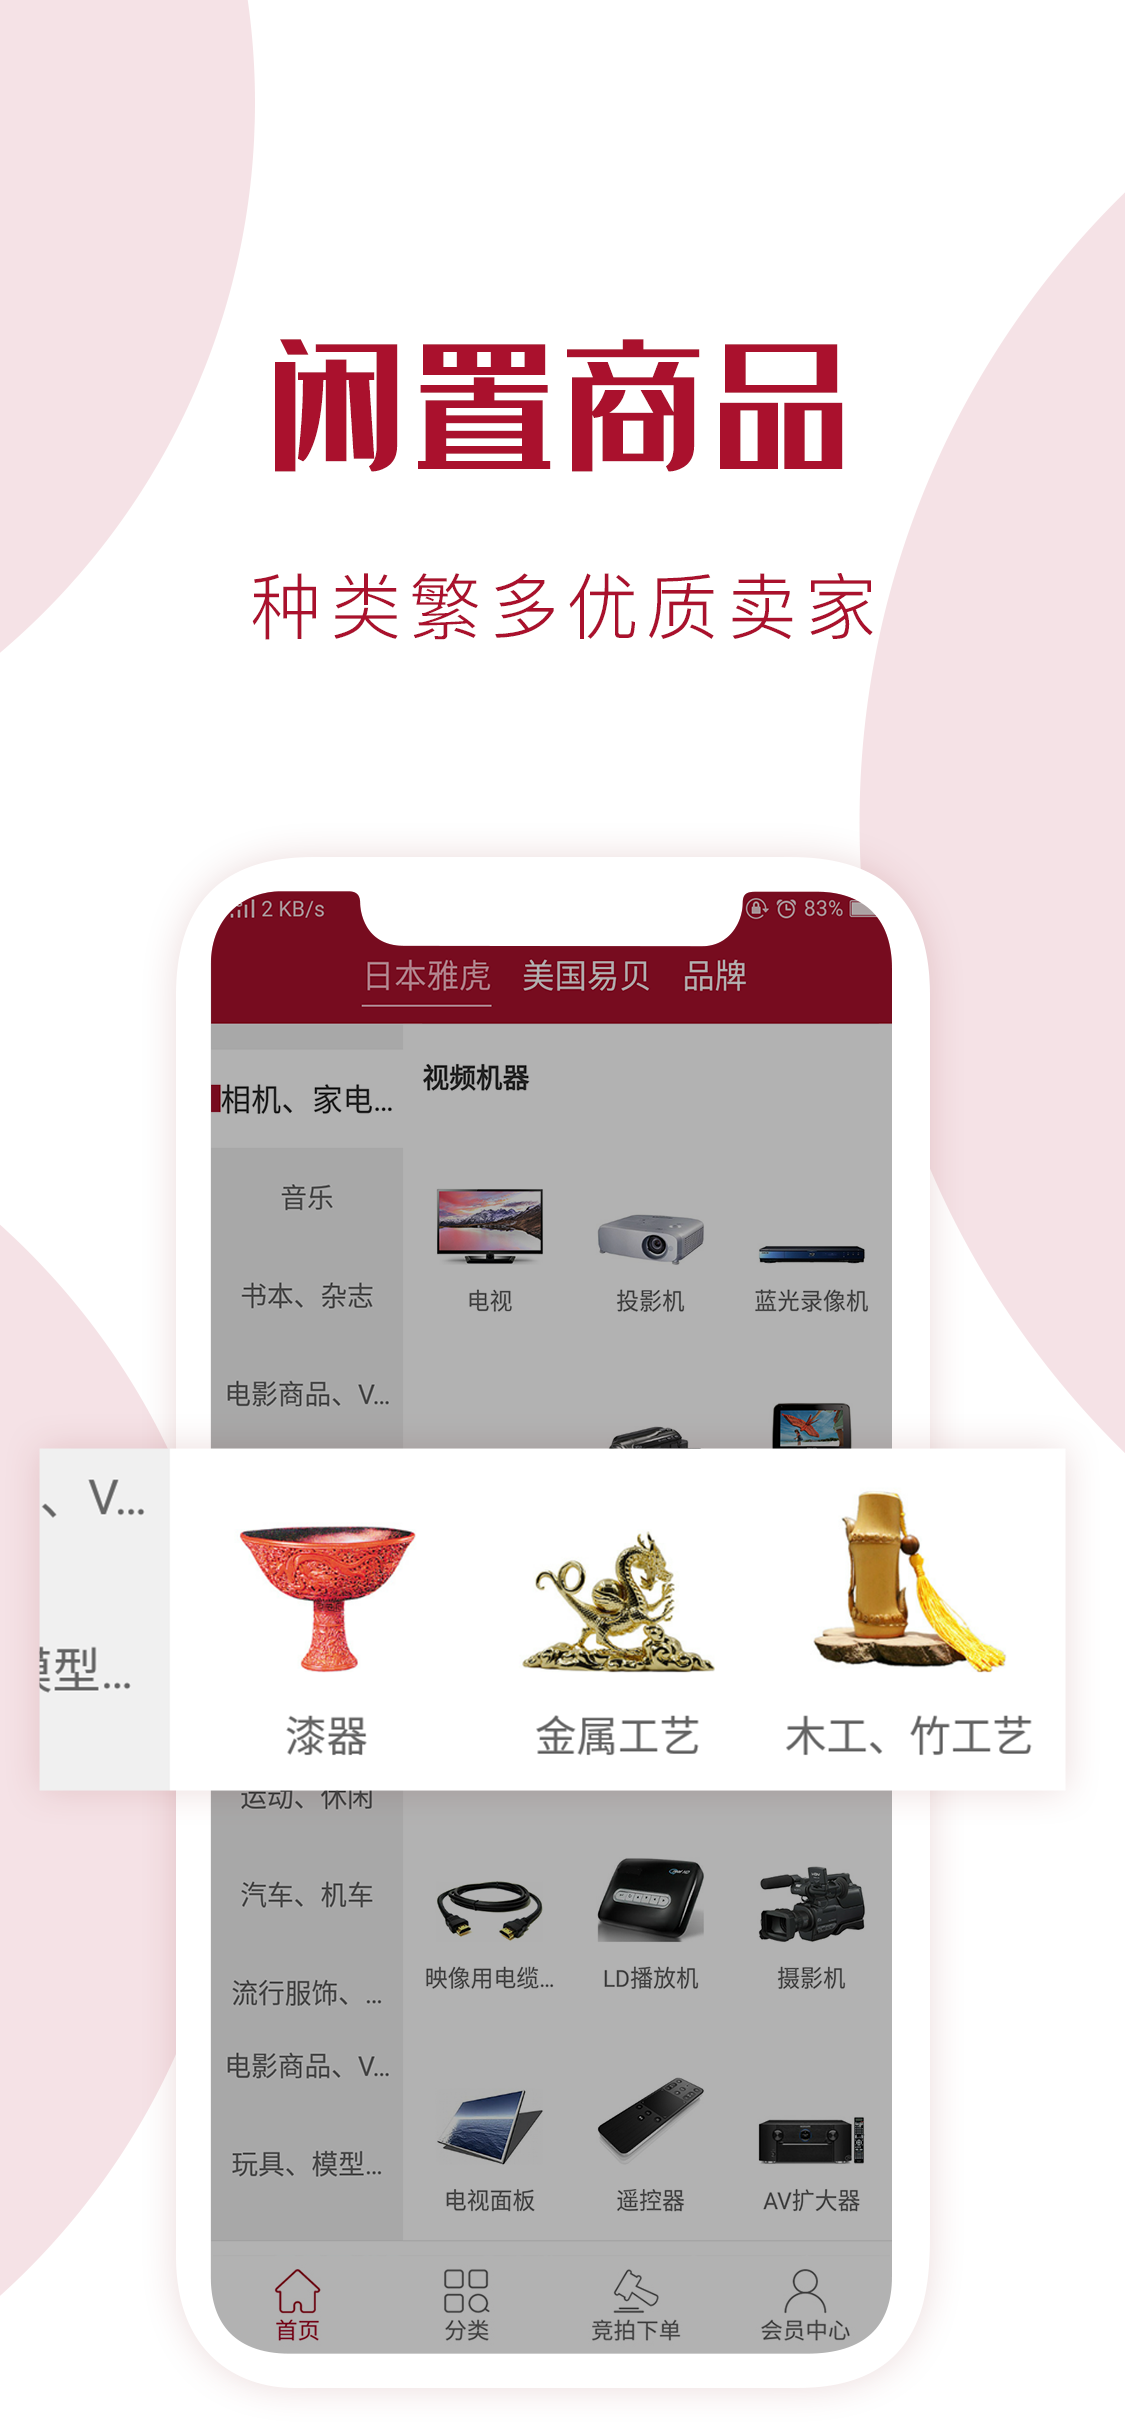 闲置商品
种类繁多优质卖家
2 KB/s
83%
日本雅虎 美国易贝 品牌
相机、家电...
视频机器
音乐
书本、杂志
电影商品、V...
电视 投影机 蓝光录像机
、V...
模型...
漆器 金属工艺 木工、竹工艺
运动、休闲
汽车、机车
流行服饰、...
电影商品、V...
玩具、模型...
映像用电缆... LD播放机 摄影机
电视面板 遥控器 AV扩大器
首页 分类 竞拍下单 会员中心